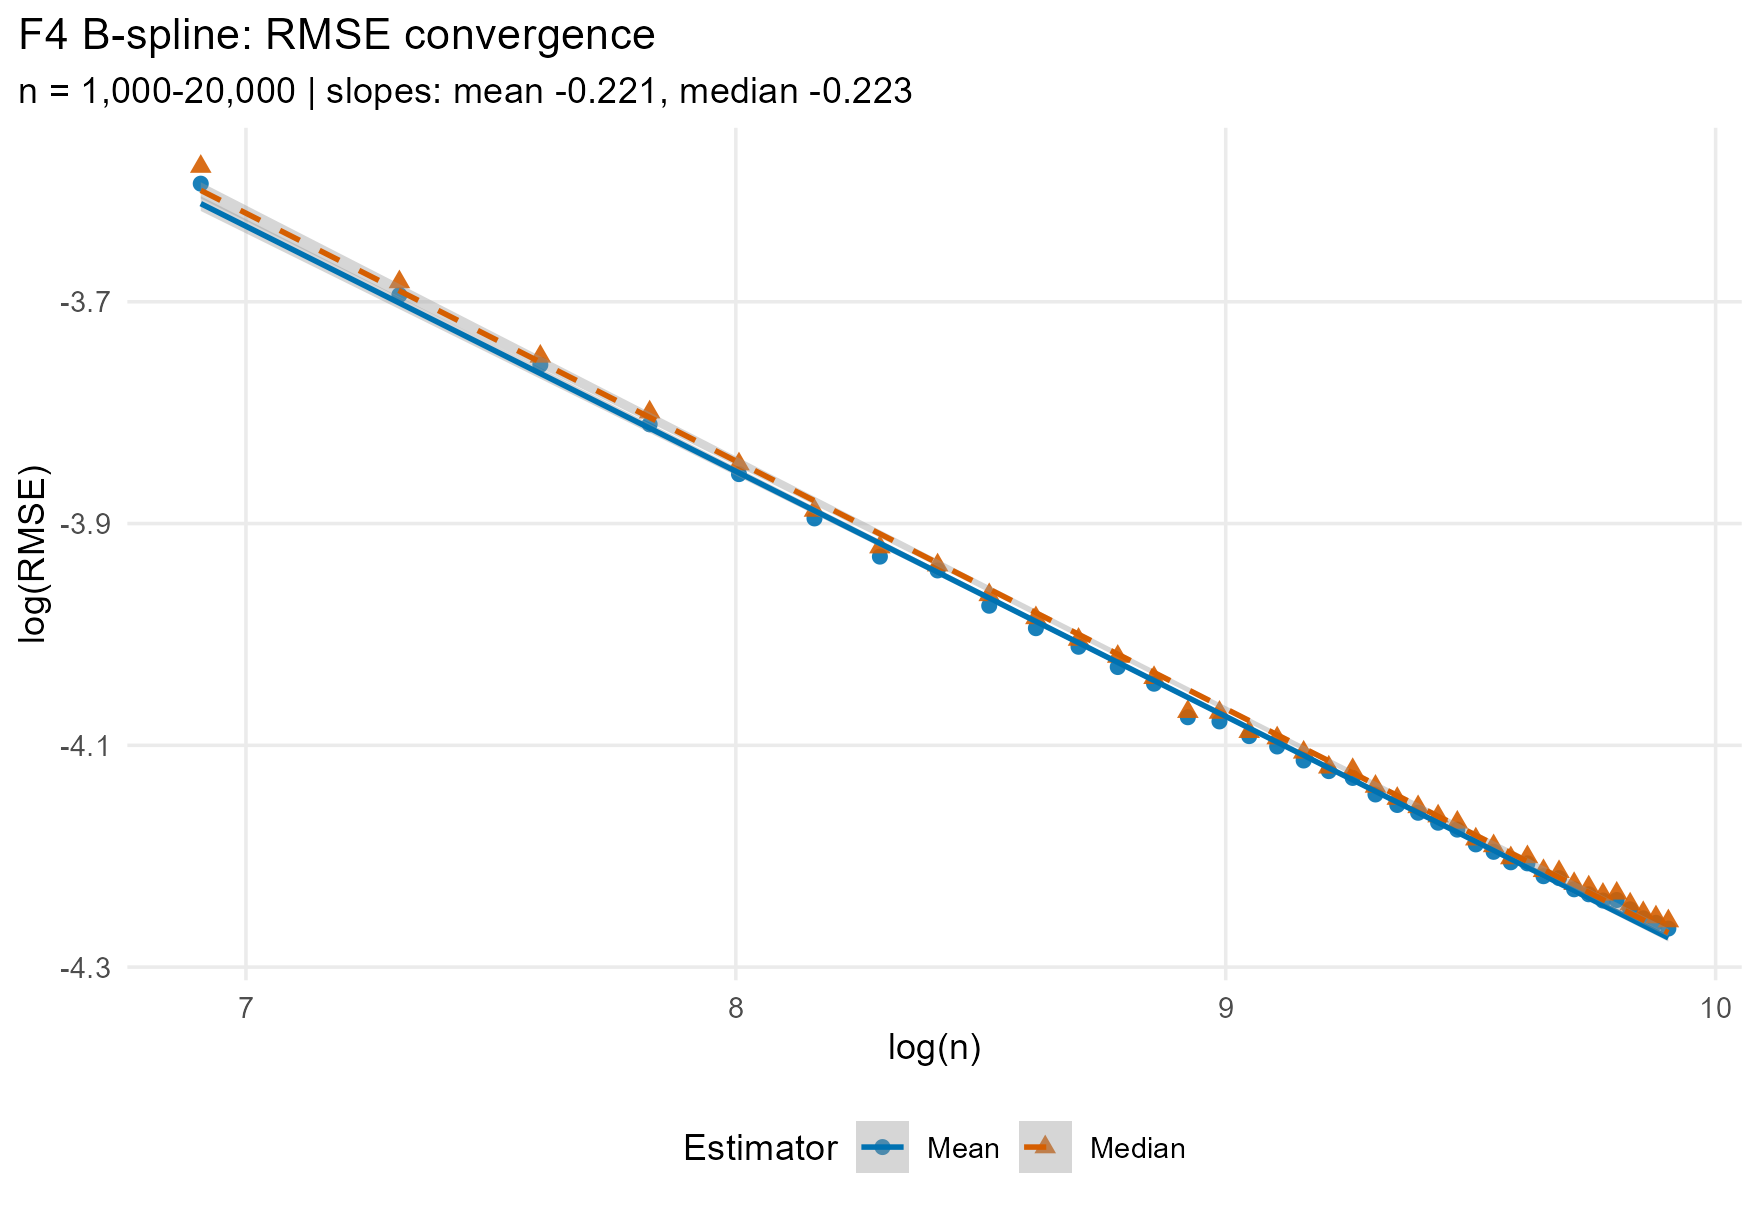 F4 B-spline: RMSE convergence
n = 1,000-20,000 | slopes: mean -0.221, median -0.223
log(RMSE)
-3.7
-3.9
-4.1
-4.3
7 8 9 10
log(n)
Estimator Mean Median